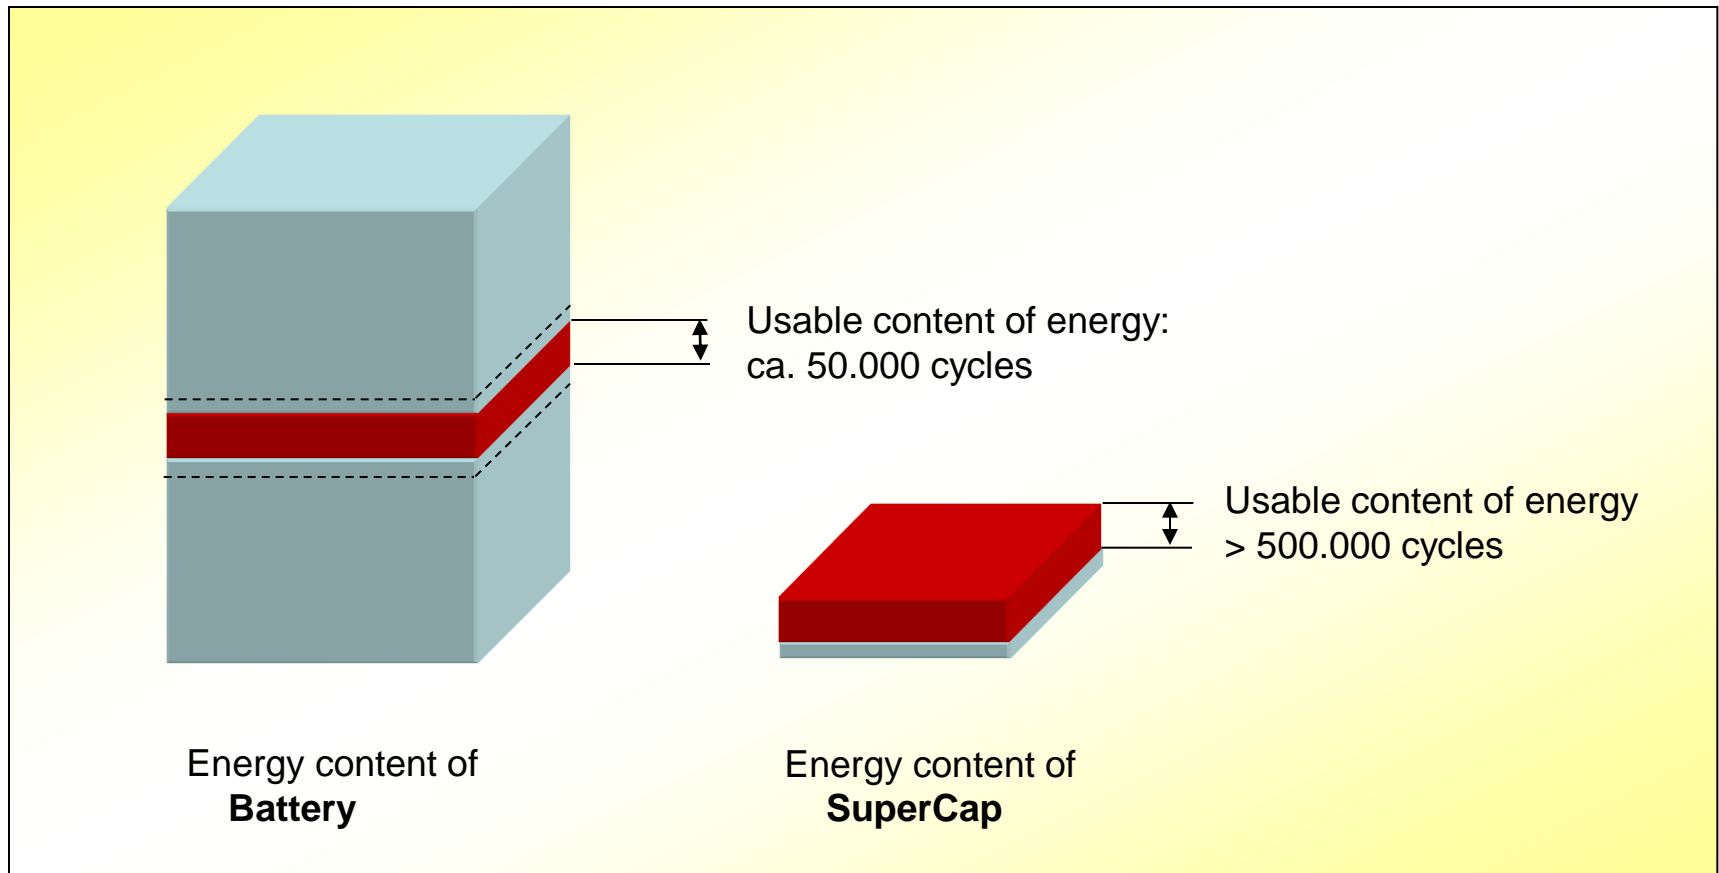 Usable content of energy:
ca. 50.000 cycles
Usable content of energy
> 500.000 cycles
Energy content of
Battery
Energy content of
SuperCap